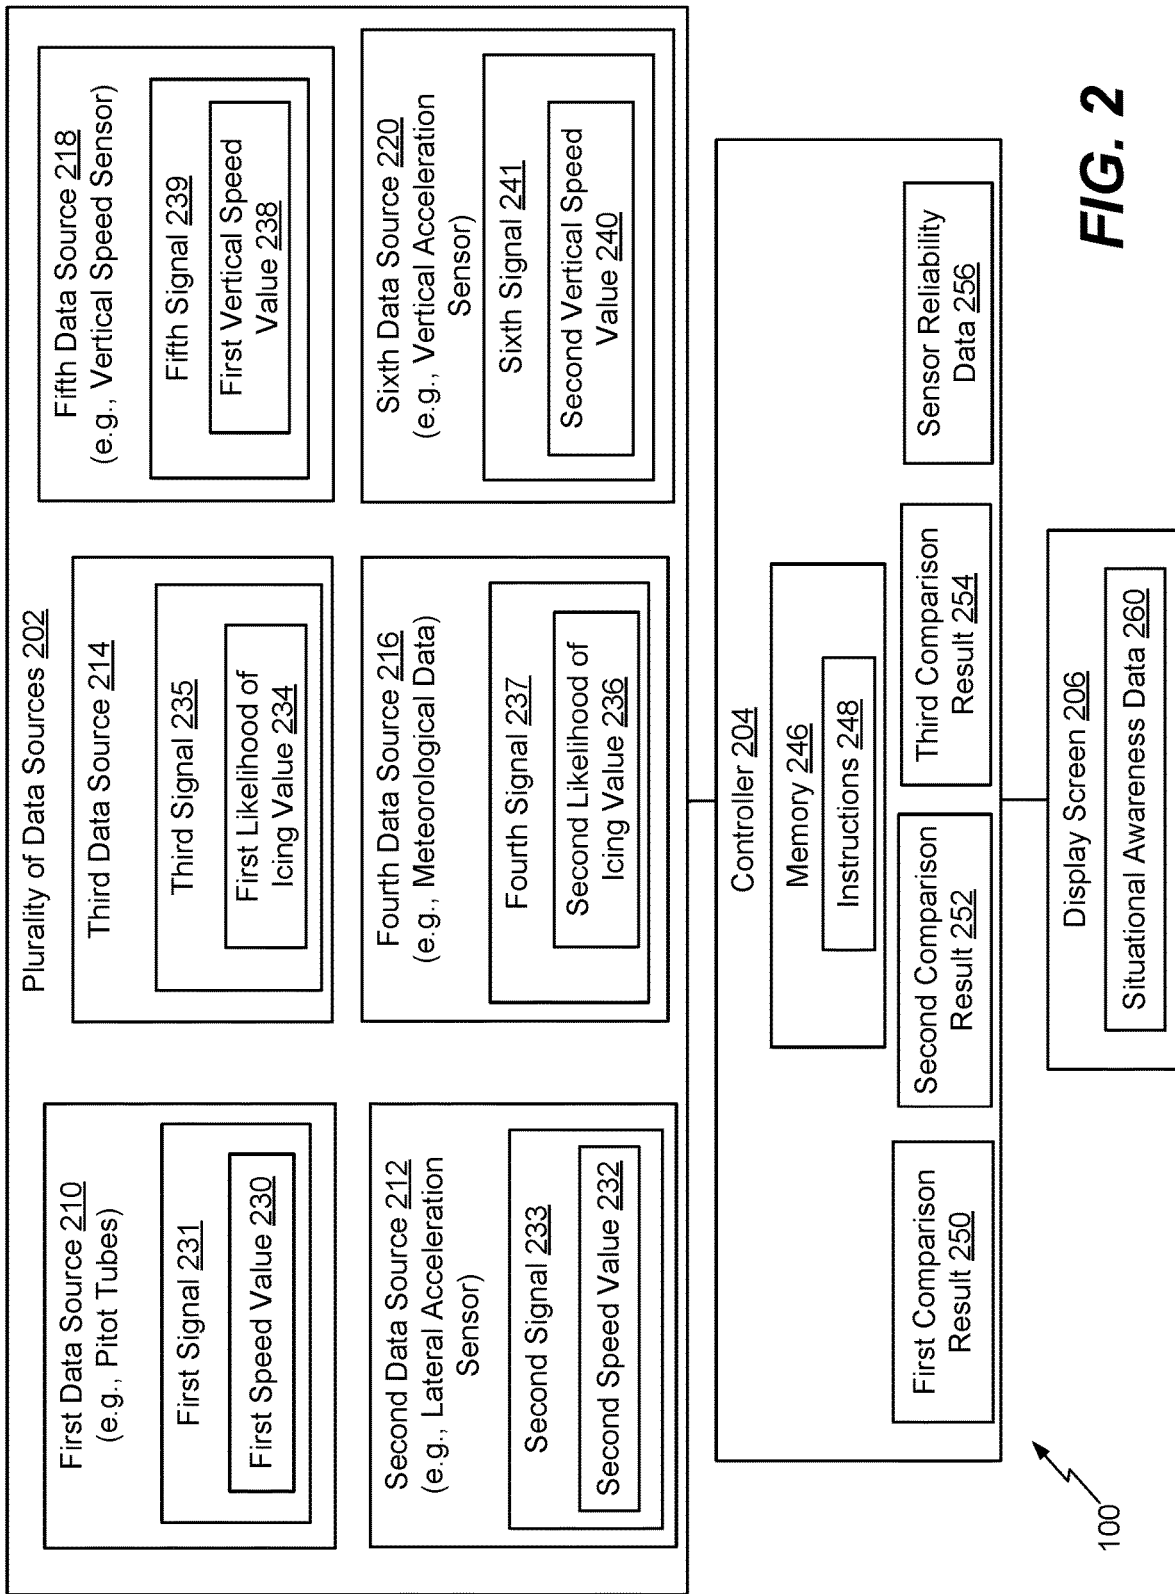 Plurality of Data Sources 202
First Data Source 210
(e.g., Pitot Tubes)
First Signal 231
First Speed Value 230
Third Data Source 214
Third Signal 235
First Likelihood of
Icing Value 234
Fifth Data Source 218
(e.g., Vertical Speed Sensor)
Fifth Signal 239
First Vertical Speed
Value 238
Second Data Source 212
(e.g., Lateral Acceleration
Sensor)
Second Signal 233
Second Speed Value 232
Fourth Data Source 216
(e.g., Meteorological Data)
Fourth Signal 237
Second Likelihood of
Icing Value 236
Sixth Data Source 220
(e.g., Vertical Acceleration
Sensor)
Sixth Signal 241
Second Vertical Speed
Value 240
Controller 204
Memory 246
Instructions 248
First Comparison
Result 250
Second Comparison
Result 252
Third Comparison
Result 254
Sensor Reliability
Data 256
Display Screen 206
Situational Awareness Data 260
100
FIG. 2